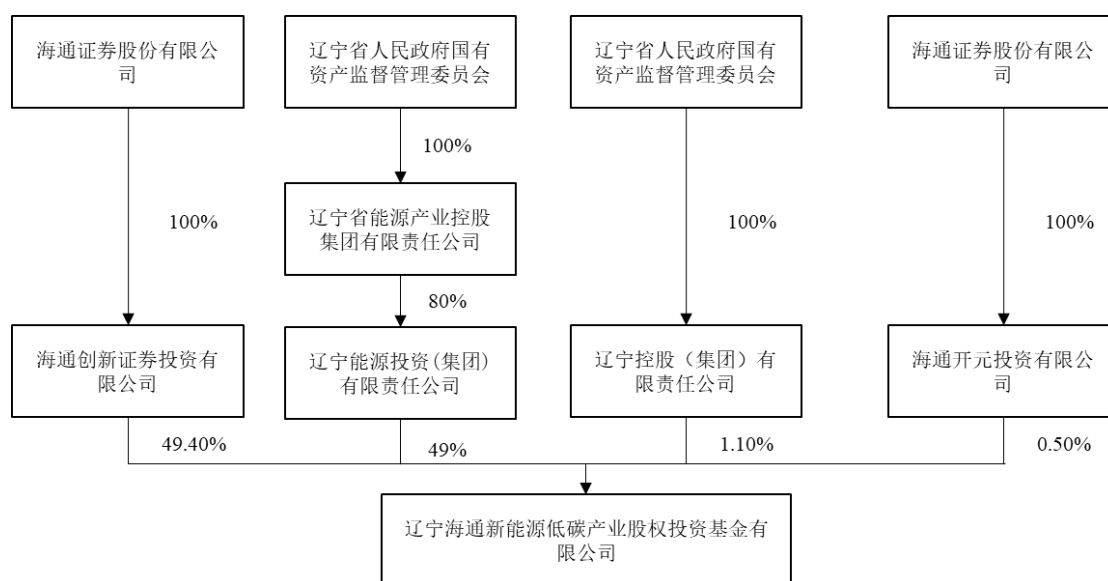 海通证券股份有限公
司
辽宁省人民政府国有
资产监督管理委员会
辽宁省人民政府国有
资产监督管理委员会
海通证券股份有限公
司
100%
辽宁省能源产业控股
集团有限责任公司
100%
100%
100%
80%
海通创新证券投资有
限公司
辽宁能源投资(集团)
有限责任公司
辽宁控股（集团）有
限责任公司
海通开元投资有限公
司
49.40%
49%
1.10%
0.50%
辽宁海通新能源低碳产业股权投资基金有
限公司